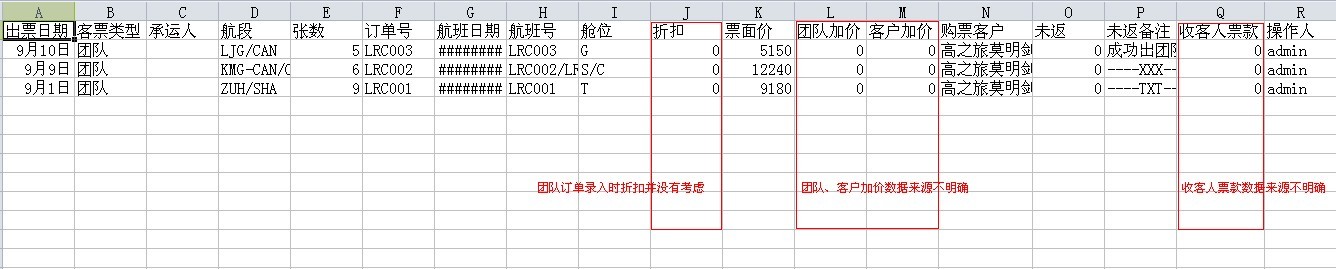 A B C D E F G H I J K L M N O P Q R
出票日期 客票类型 承运人 航段 张数 订单号 航班日期 航班号 舱位 折扣 票面价 团队加价 客户加价 购票客户 未返 未返备注 收客人票款 操作人
9月10日 团队 LJG/CAN 5 LRC003 ######## LRC003 G 0 5150 0 0 高之旅莫明剑 0 成功出团队 0 admin
9月9日 团队 KMG-CAN/C 6 LRC002 ######## LRC002/LR S/C 0 12240 0 0 高之旅莫明剑 0 ----XXX-- 0 admin
9月1日 团队 ZUH/SHA 9 LRC001 ######## LRC001 T 0 9180 0 0 高之旅莫明剑 0 ----TXT-- 0 admin
团队订单录入时折扣并没有考虑 团队、客户加价数据来源不明确 收客人票款数据来源不明确